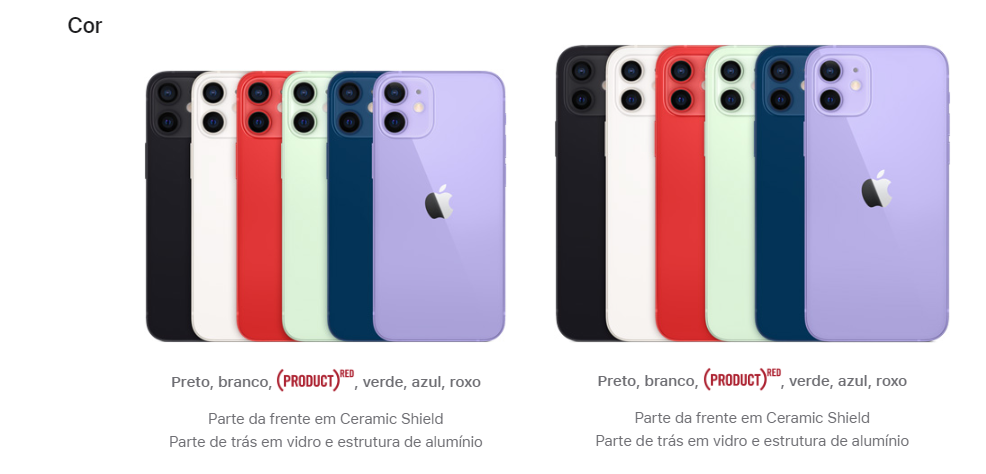 Cor
Preto, branco, (PRODUCT)RED, verde, azul, roxo
Parte da frente em Ceramic Shield
Parte de trás em vidro e estrutura de alumínio
Preto, branco, (PRODUCT)RED, verde, azul, roxo
Parte da frente em Ceramic Shield
Parte de trás em vidro e estrutura de alumínio